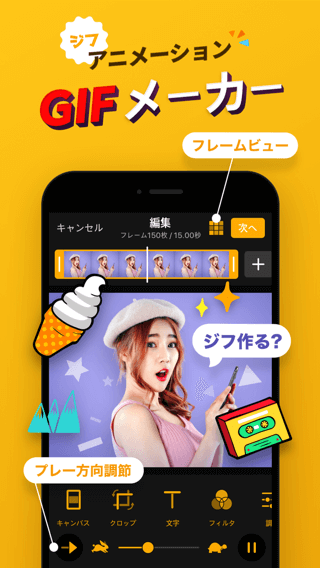 ジフ
アニメーション
GIFメーカー
フレームビュー
キャンセル
編集
フレーム150枚 / 15.00秒
次へ
ジフ作る?
プレー方向調節
キャンバス
クロップ
文字
フィルタ
調